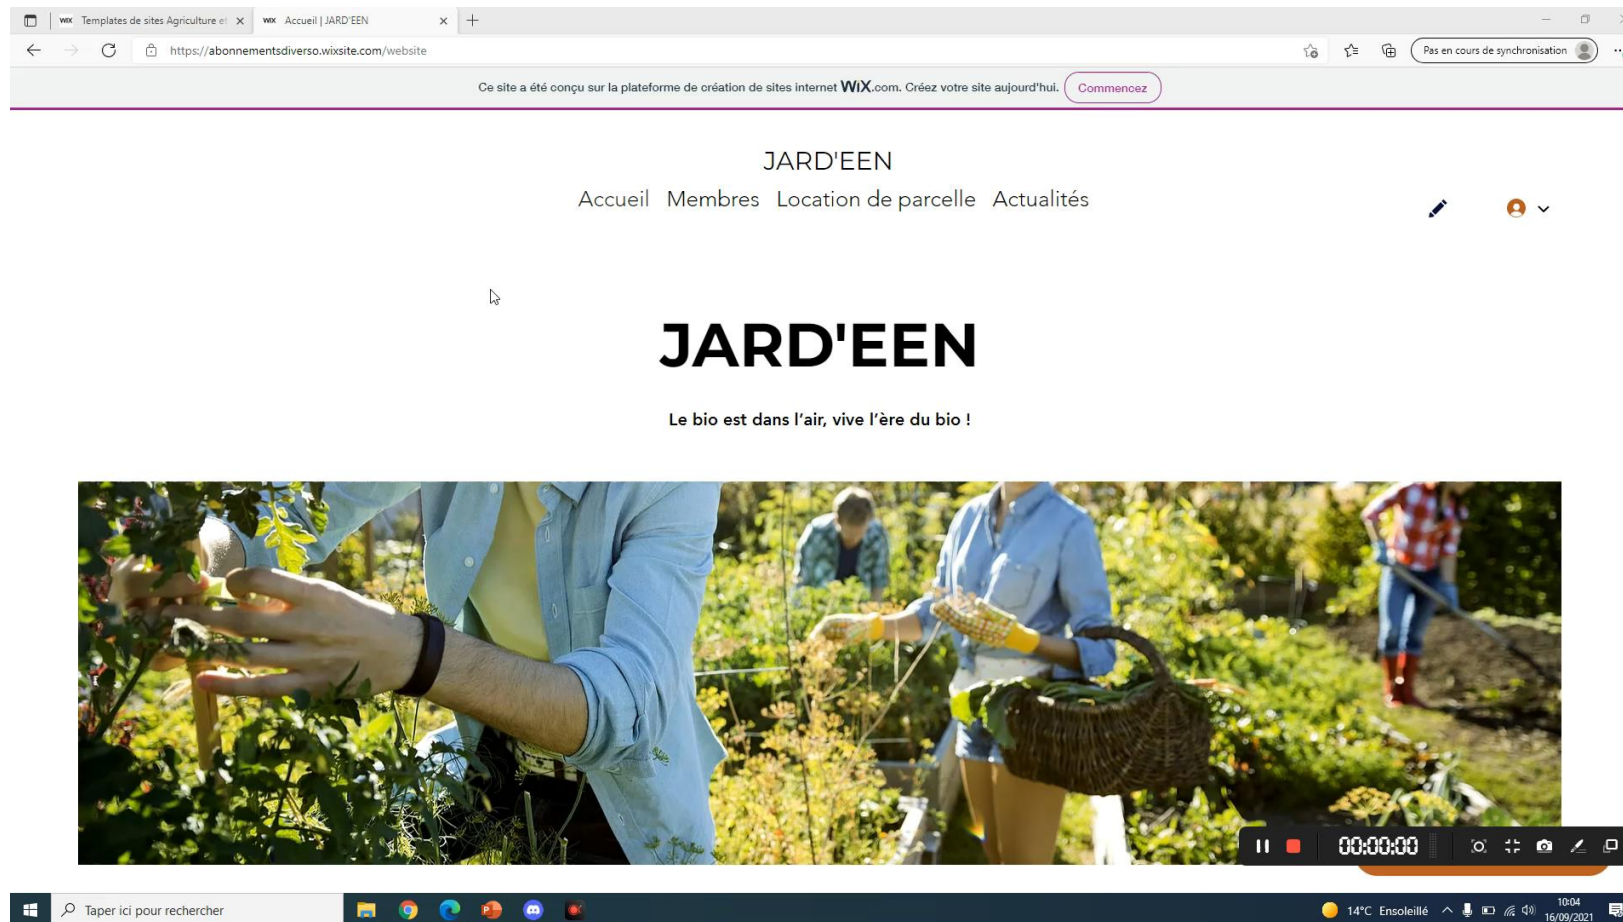 WIX Templates de sites Agriculture et
WIX Accueil | JARD'EEN
https://abonnementsdiverso.wixsite.com/website
Pas en cours de synchronisation
Ce site a été conçu sur la plateforme de création de sites internet WiX.com. Créez votre site aujourd'hui. Commencez
JARD'EEN
Accueil Membres Location de parcelle Actualités
JARD'EEN
Le bio est dans l'air, vive l'ère du bio !
00:00:00
Taper ici pour rechercher
14°C Ensoleillé
10:04
16/09/2021